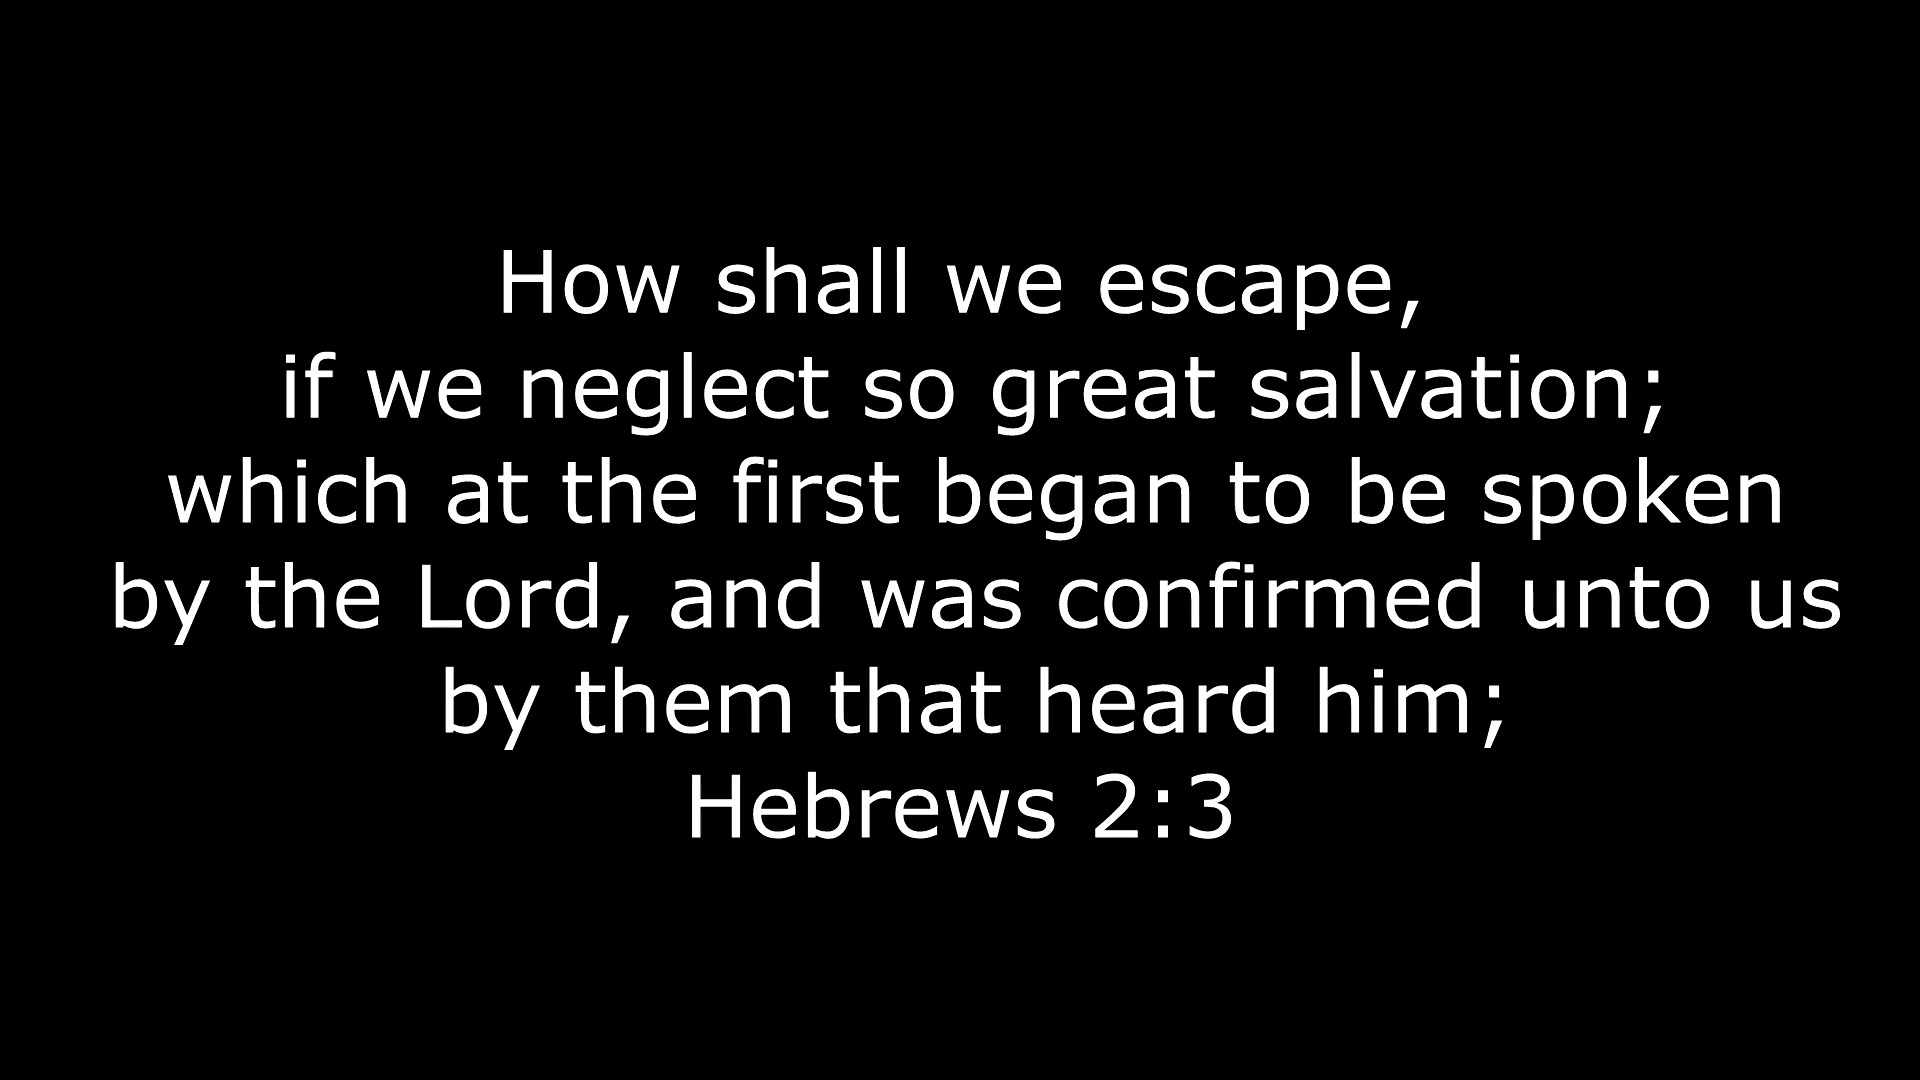 How shall we escape,
if we neglect so great salvation;
which at the first began to be spoken
by the Lord, and was confirmed unto us
by them that heard him;
Hebrews 2:3